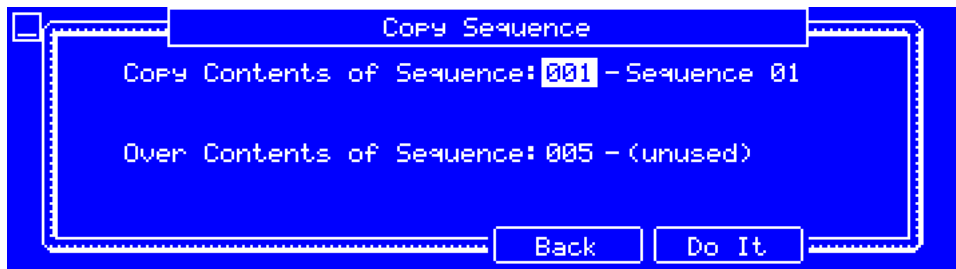 Copy Sequence
Copy Contents of Sequence: 001 - Sequence 01
Over Contents of Sequence: 005 - (unused)
Back Do It